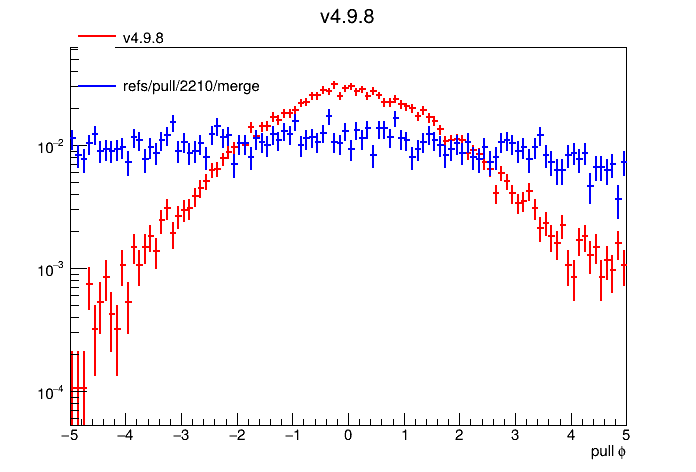 v4.9.8
v4.9.8
refs/pull/2210/merge
10⁻²
10⁻³
10⁻⁴
−5 −4 −3 −2 −1 0 1 2 3 4 5
pull ϕ